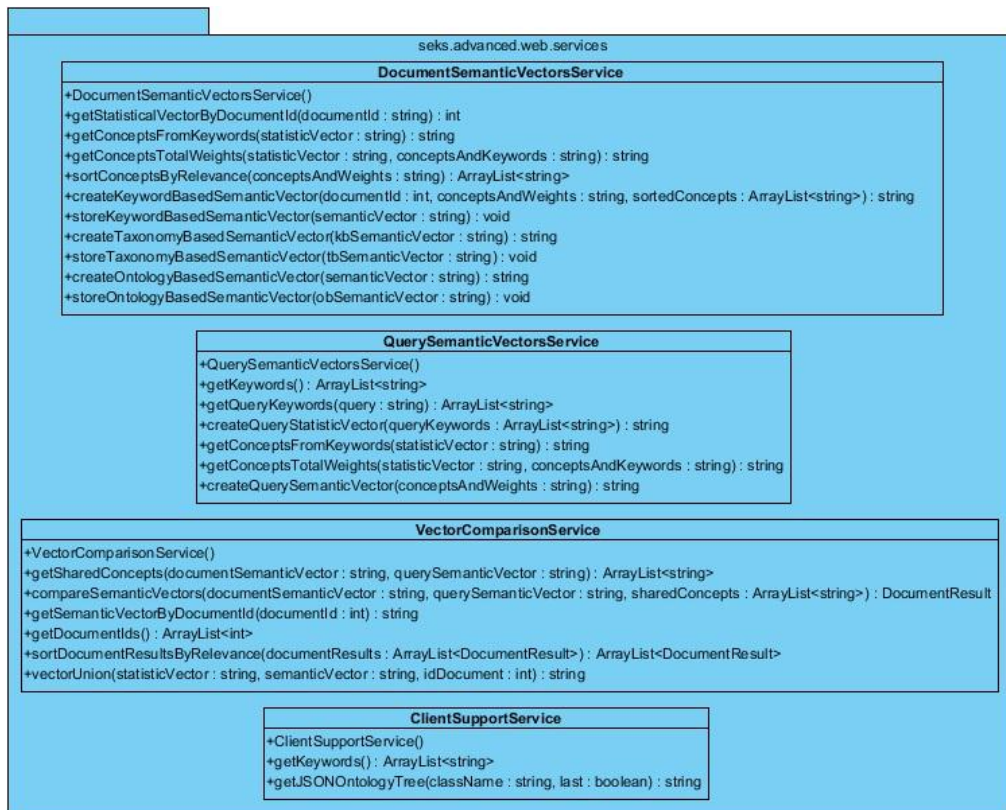 seks.advanced.web.services
DocumentSemanticVectorsService
+DocumentSemanticVectorsService()
+getStatisticalVectorByDocumentId(documentId : string) : int
+getConceptsFromKeywords(statisticVector : string) : string
+getConceptsTotalWeights(statisticVector : string, conceptsAndKeywords : string) : string
+sortConceptsByRelevance(conceptsAndWeights : string) : ArrayList<string>
+createKeywordBasedSemanticVector(documentId : int, conceptsAndWeights : string, sortedConcepts : ArrayList<string>) : string
+storeKeywordBasedSemanticVector(semanticVector : string) : void
+createTaxonomyBasedSemanticVector(kbSemanticVector : string) : string
+storeTaxonomyBasedSemanticVector(tbSemanticVector : string) : void
+createOntologyBasedSemanticVector(semanticVector : string) : string
+storeOntologyBasedSemanticVector(obSemanticVector : string) : void
QuerySemanticVectorsService
+QuerySemanticVectorsService()
+getKeywords() : ArrayList<string>
+getQueryKeywords(query : string) : ArrayList<string>
+createQueryStatisticVector(queryKeywords : ArrayList<string>) : string
+getConceptsFromKeywords(statisticVector : string) : string
+getConceptsTotalWeights(statisticVector : string, conceptsAndKeywords : string) : string
+createQuerySemanticVector(conceptsAndWeights : string) : string
VectorComparisonService
+VectorComparisonService()
+getSharedConcepts(documentSemanticVector : string, querySemanticVector : string) : ArrayList<string>
+compareSemanticVectors(documentSemanticVector : string, querySemanticVector : string, sharedConcepts : ArrayList<string>) : DocumentResult
+getSemanticVectorByDocumentId(documentId : int) : string
+getDocumentIds() : ArrayList<int>
+sortDocumentResultsByRelevance(documentResults : ArrayList<DocumentResult>) : ArrayList<DocumentResult>
+vectorUnion(statisticVector : string, semanticVector : string, idDocument : int) : string
ClientSupportService
+ClientSupportService()
+getKeywords() : ArrayList<string>
+getJSONOntologyTree(className : string, last : boolean) : string